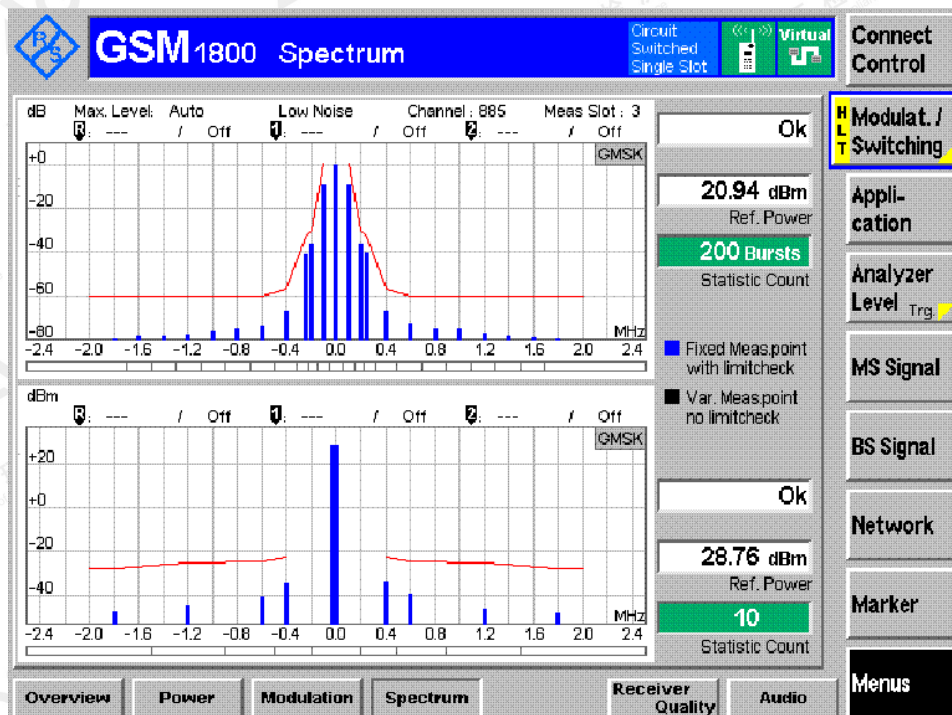 R/S
GSM 1800 Spectrum
Circuit
Switched
Single Slot
Virtual
Connect
Control
dB Max. Level: Auto Low Noise Channel : 885 Meas Slot : 3
R: --- / Off 1: --- / Off 2: --- / Off
GMSK
+0
-20
-40
-60
-80
MHz
-2.4 -2.0 -1.6 -1.2 -0.8 -0.4 0.0 0.4 0.8 1.2 1.6 2.0 2.4
Ok
20.94 dBm
Ref. Power
200 Bursts
Statistic Count
Fixed Meas.point
with limitcheck
Var. Meas.point
no limitcheck
dBm
R: --- / Off 1: --- / Off 2: --- / Off
GMSK
+20
+0
-20
-40
MHz
-2.4 -2.0 -1.6 -1.2 -0.8 -0.4 0.0 0.4 0.8 1.2 1.6 2.0 2.4
Ok
28.76 dBm
Ref. Power
10
Statistic Count
HLT
Modulat. /
Switching
Appli-
cation
Analyzer
Level Trg.
MS Signal
BS Signal
Network
Marker
Menus
Overview
Power
Modulation
Spectrum
Receiver
Quality
Audio